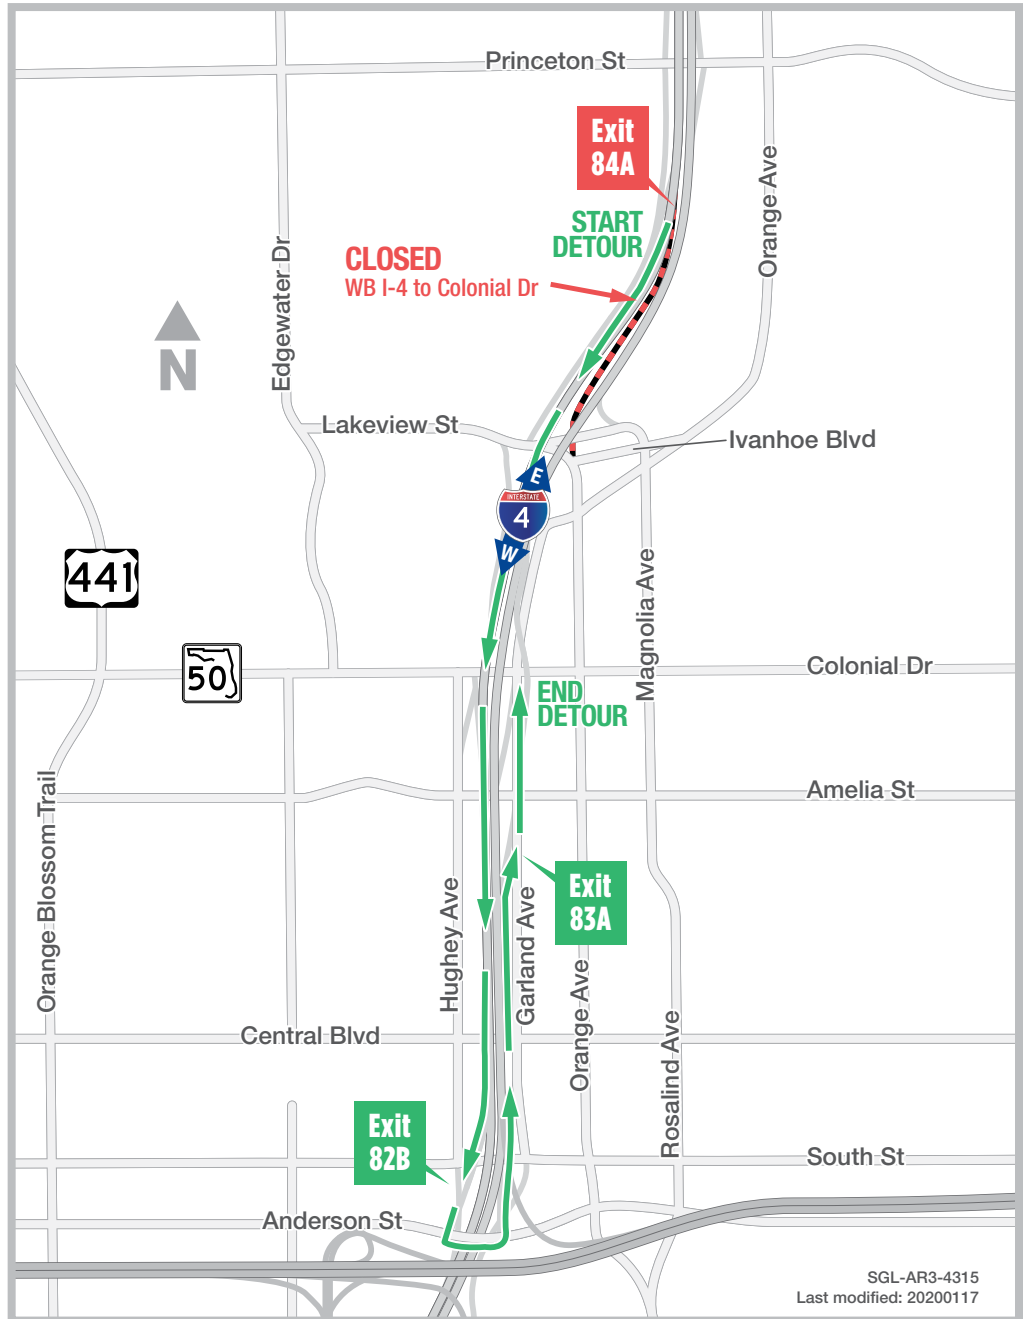 Princeton St
Exit
84A
Orange Ave
START
DETOUR
CLOSED
WB I-4 to Colonial Dr
Edgewater Dr
N
Lakeview St
Ivanhoe Blvd
E
INTERSTATE
4
W
441
Magnolia Ave
50
Colonial Dr
END
DETOUR
Amelia St
Orange Blossom Trail
Exit
83A
Hughey Ave
Garland Ave
Orange Ave
Central Blvd
Rosalind Ave
Exit
82B
South St
Anderson St
SGL-AR3-4315
Last modified: 20200117